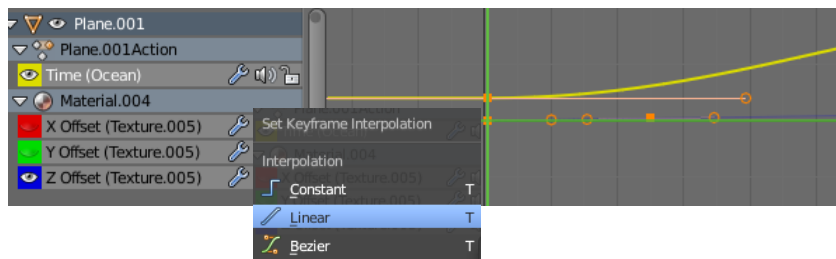 Plane.001
Plane.001Action
Time (Ocean)
Material.004
X Offset (Texture.005)
Y Offset (Texture.005)
Z Offset (Texture.005)
Set Keyframe Interpolation
Interpolation
Constant T
Linear T
Bezier T